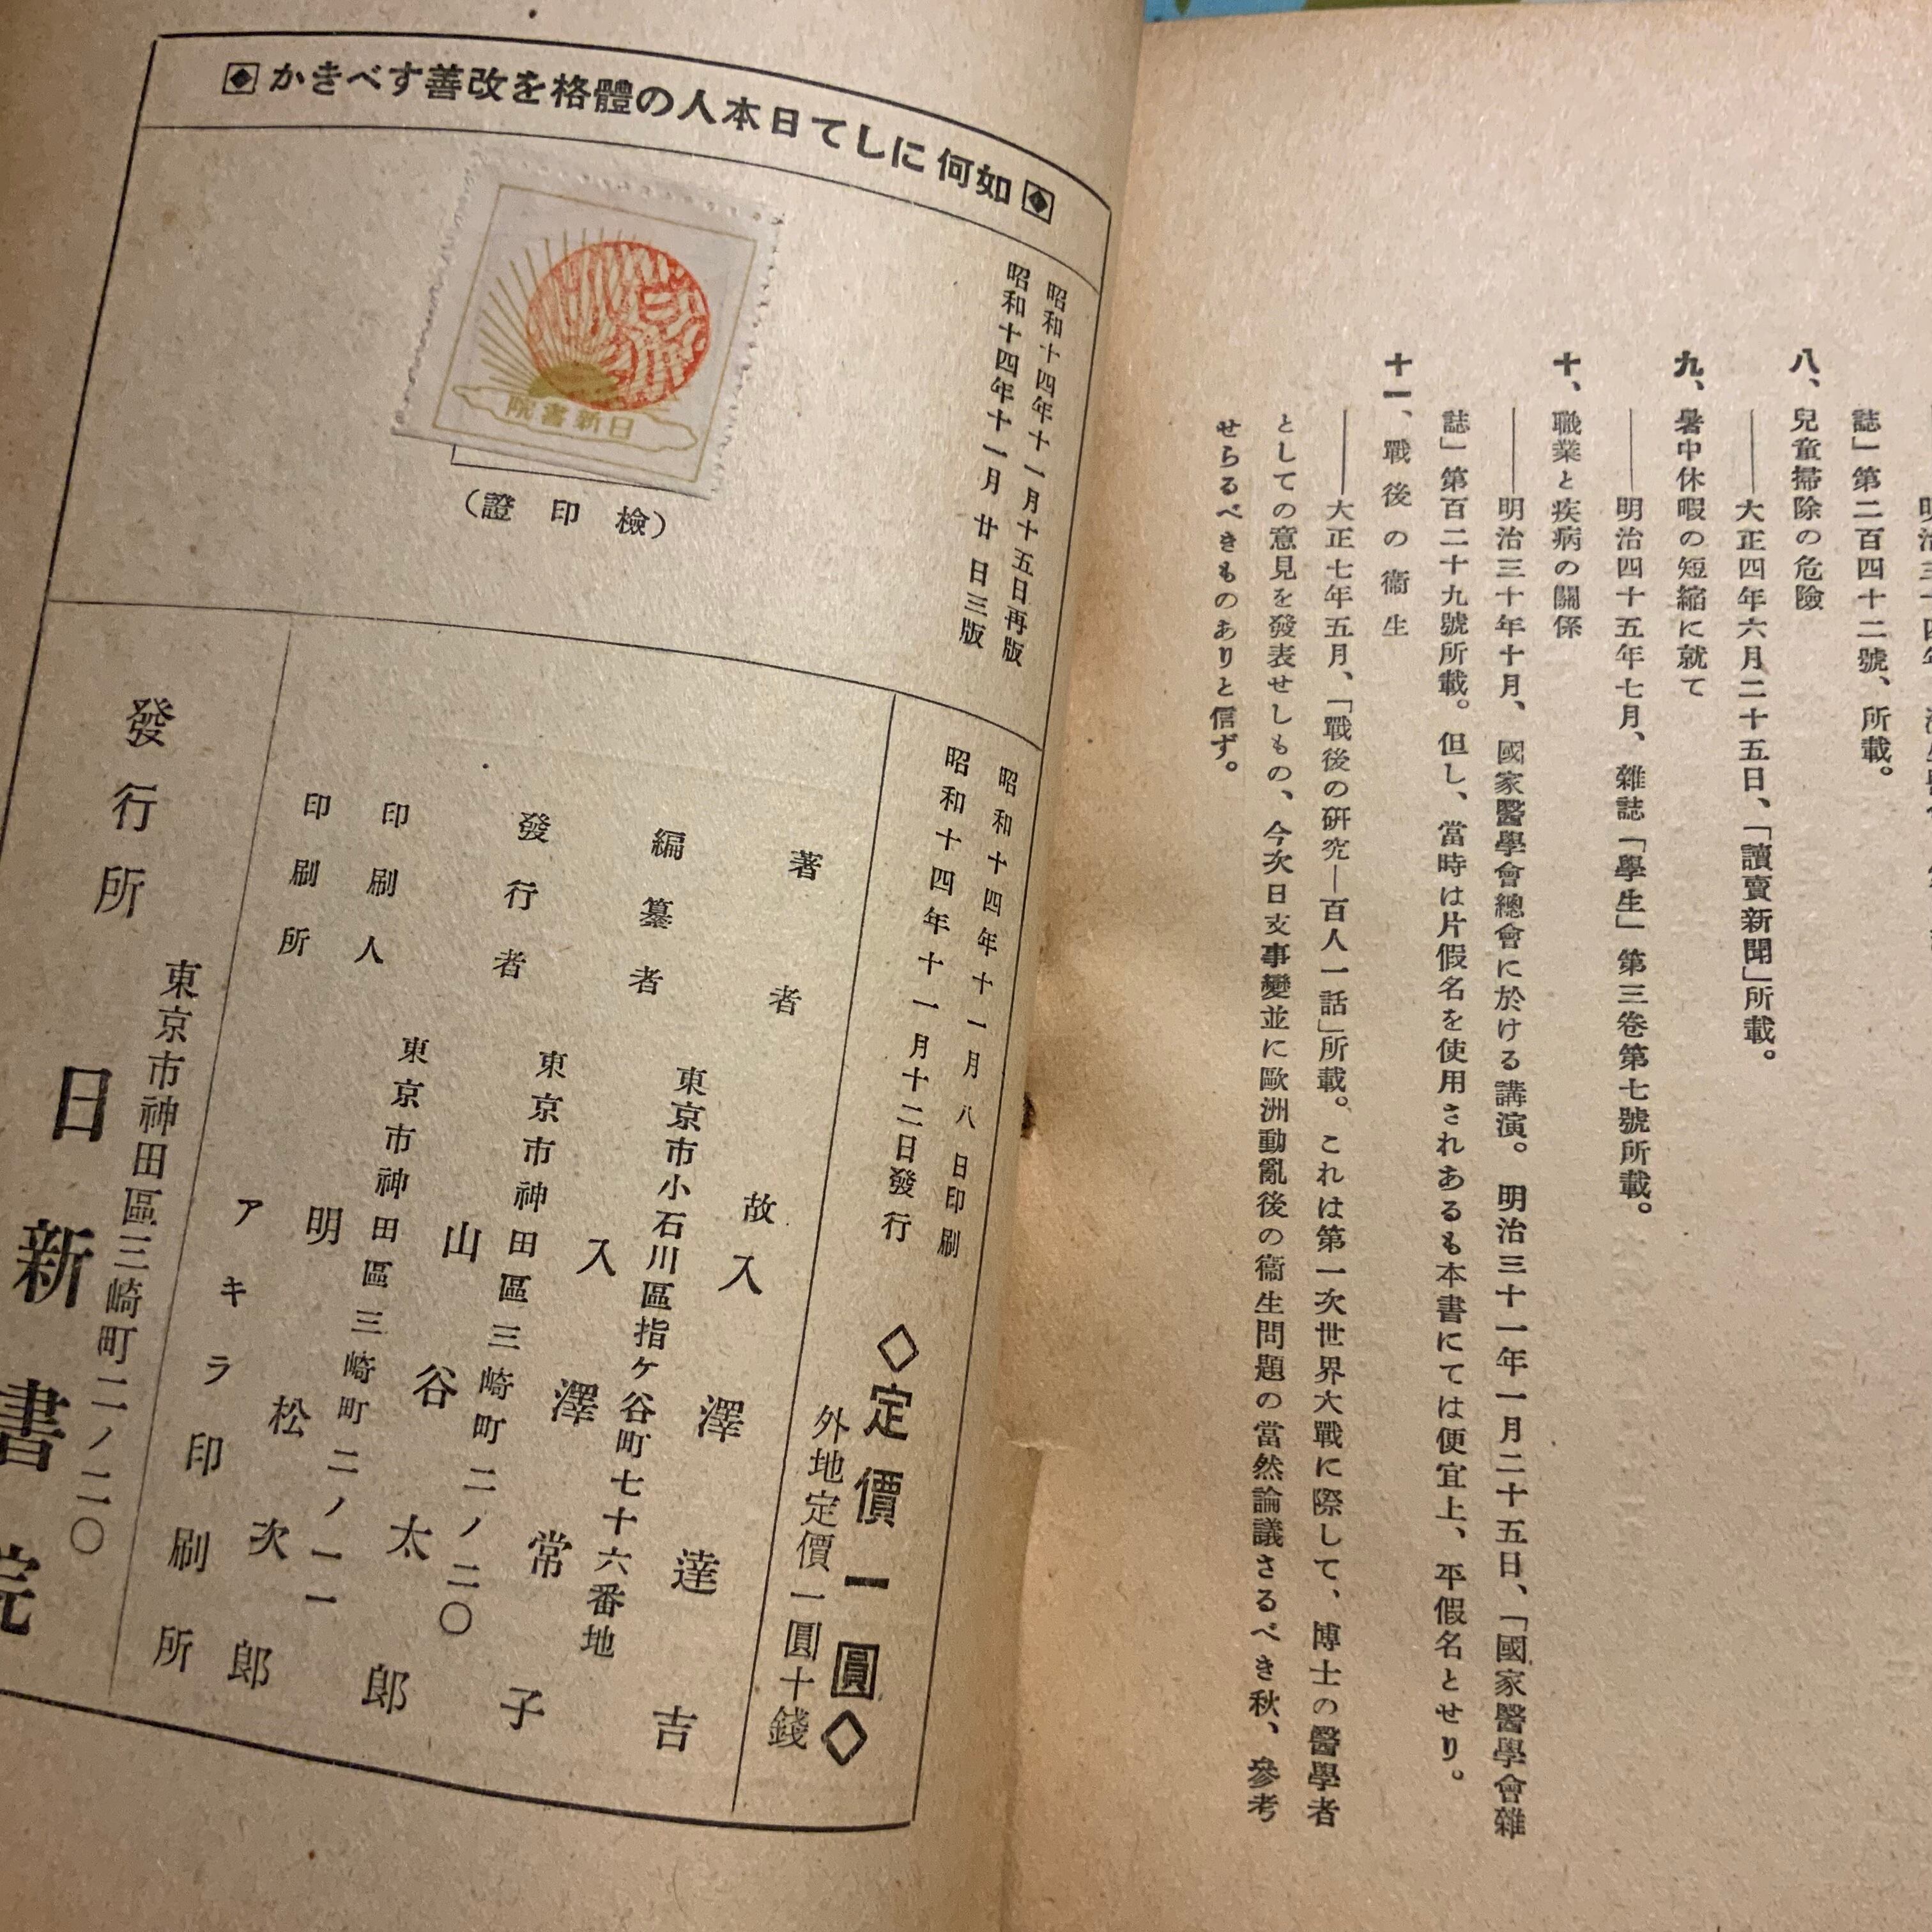 誌」第二百四十二號、所載。
八、兒童掃除の危險
――大正四年六月二十五日、「讀賣新聞」所載。
九、暑中休暇の短縮に就て
――明治四十五年七月、雜誌「學生」第三卷第七號所載。
十、職業と疾病の關係
――明治三十年十月、國家醫學會總會に於ける講演。明治三十一年一月二十五日、「國家醫學會雜
誌」第百二十九號所載。但し、當時は片假名を使用されあるも本書にては便宜上、平假名とせり。
十一、戰後の衞生
――大正七年五月、「戰後の硏究―百人一話」所載。これは第一次世界大戰に際して、博士の醫學者
としての意見を發表せしもの、今次日支事變並に歐洲動亂後の衞生問題の當然論議さるべき秋、參考
せらるべきものありと信ず。
かきべす善改を格體の人本日てしに何如
昭和十四年十一月十五日再版
昭和十四年十一月廿日三版
院書新日
（證印檢）
昭和十四年十一月八日印刷
昭和十四年十一月十二日發行
◇定價一圓◇
外地定價一圓十錢
著者 故入澤達吉
東京市小石川區指ケ谷町七十六番地
編纂者 入澤常子
東京市神田區三崎町二ノ二〇
發行者 山谷太郎
東京市神田區三崎町二ノ一一
印刷人 明松次郎
印刷所 アキラ印刷所
東京市神田區三崎町二ノ二〇
發行所 日新書院